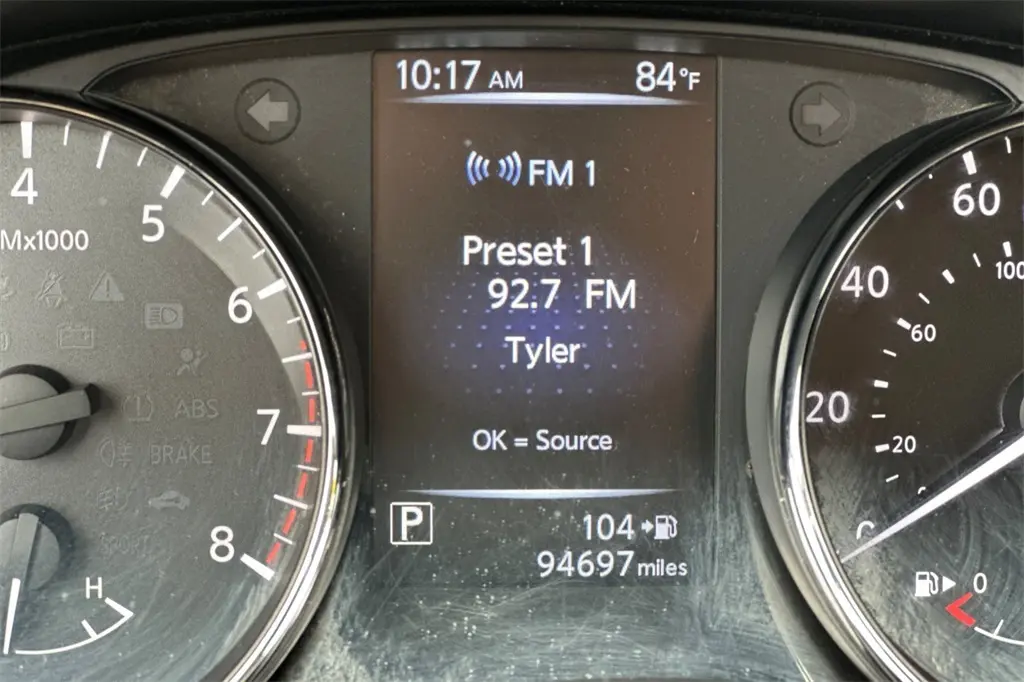 10:17 AM 84°F
FM 1
Preset 1
92.7 FM
Tyler
OK = Source
P
104
94697 miles
4
5
6
7
8
Mx1000
ABS
BRAKE
H
60
40
20
100
60
20
0